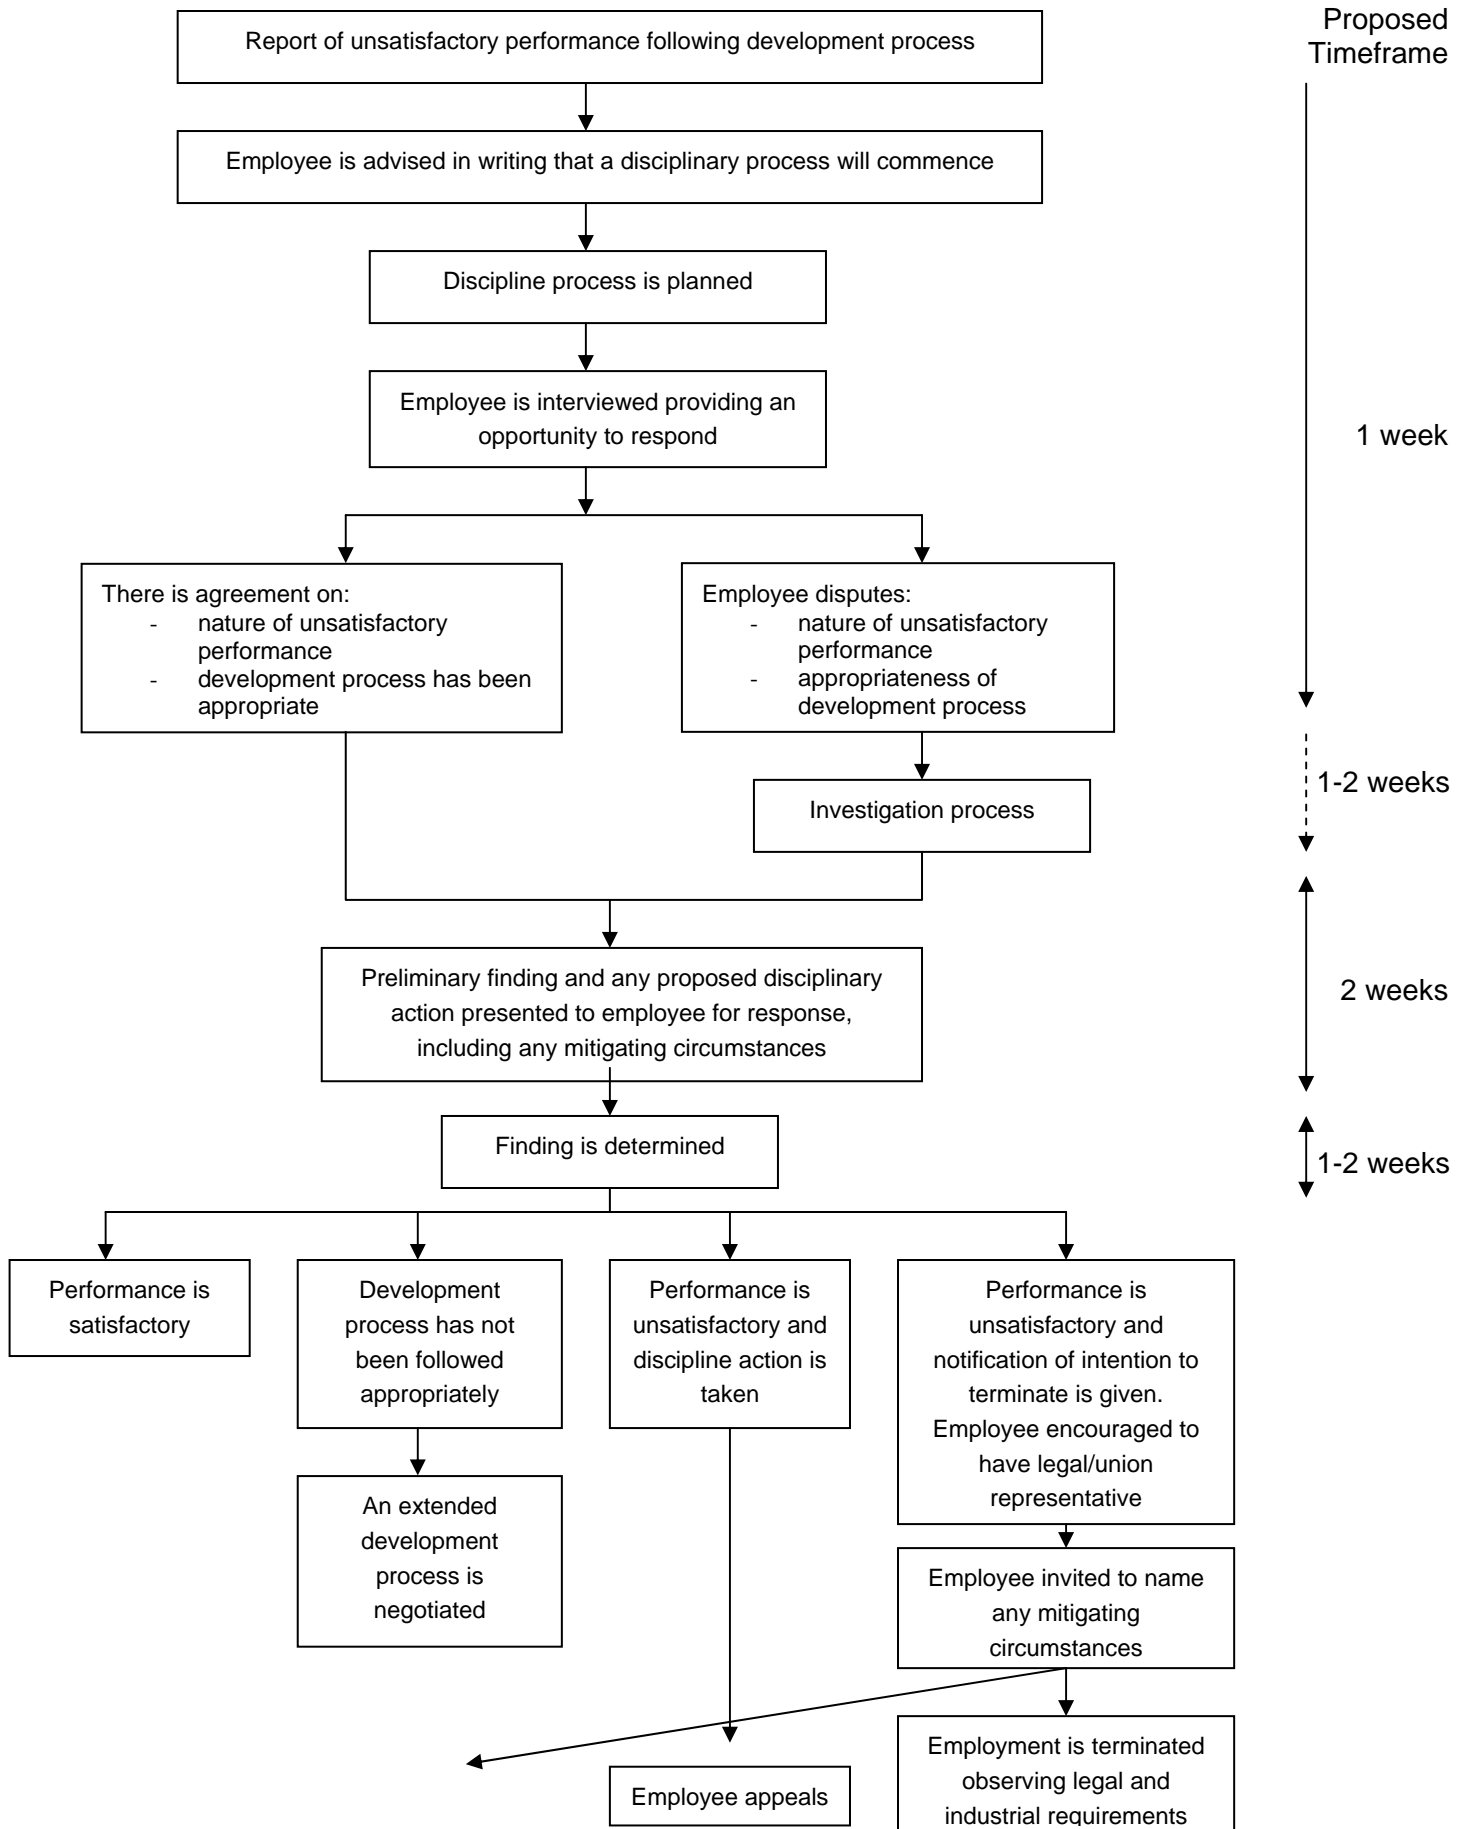 Proposed
Timeframe
Report of unsatisfactory performance following development process
Employee is advised in writing that a disciplinary process will commence
Discipline process is planned
Employee is interviewed providing an
opportunity to respond
1 week
There is agreement on:
- nature of unsatisfactory
performance
- development process has been
appropriate
Employee disputes:
- nature of unsatisfactory
performance
- appropriateness of
development process
1-2 weeks
Investigation process
Preliminary finding and any proposed disciplinary
action presented to employee for response,
including any mitigating circumstances
2 weeks
Finding is determined
1-2 weeks
Performance is
satisfactory
Development
process has not
been followed
appropriately
Performance is
unsatisfactory and
discipline action is
taken
Performance is
unsatisfactory and
notification of intention to
terminate is given.
Employee encouraged to
have legal/union
representative
An extended
development
process is
negotiated
Employee invited to name
any mitigating
circumstances
Employee appeals
Employment is terminated
observing legal and
industrial requirements